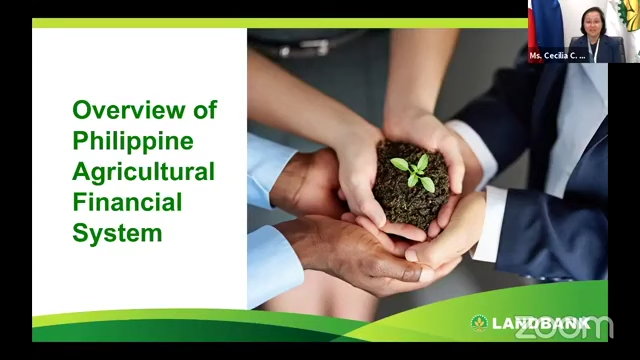 Ms. Cecilia C. ...
Overview of
Philippine
Agricultural
Financial
System
LANDBANK
zoom